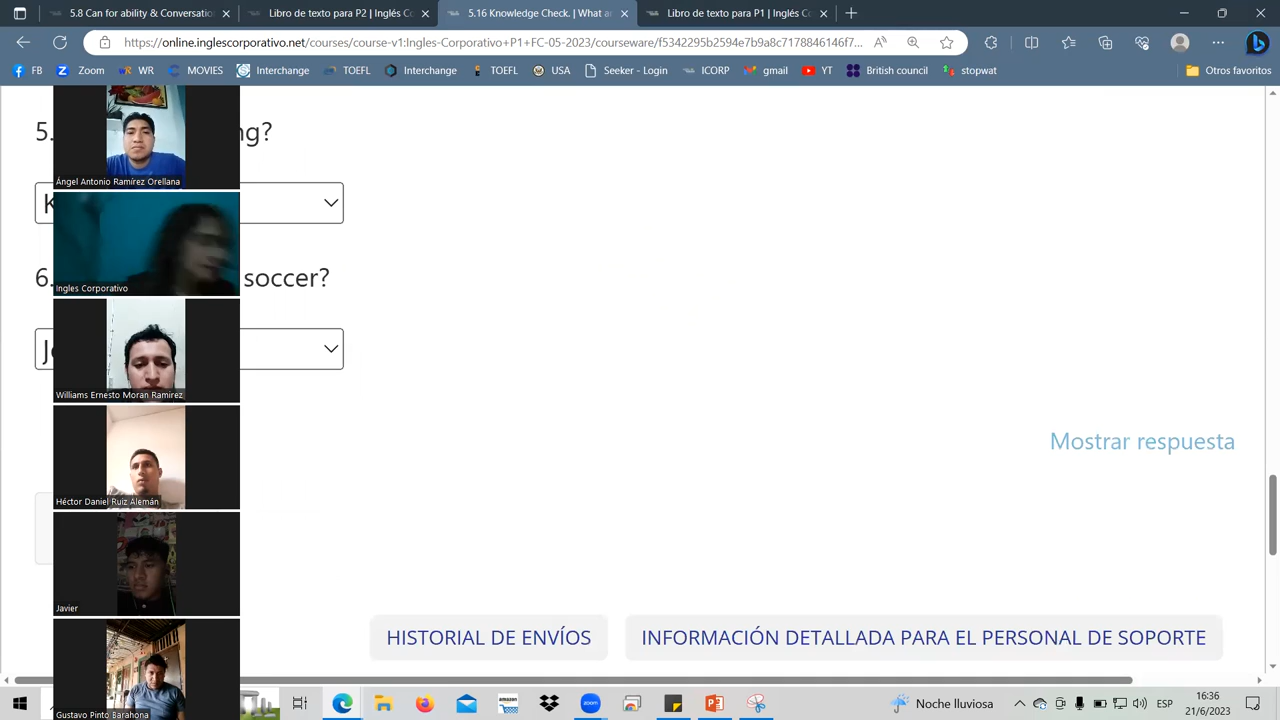 5.8 Conversation
Libro de texto para P2 | Inglés Co
5.16 Knowledge Check. | What a
Libro de texto para P1 | Inglés Co
https://online.inglescorporativo.net/courses/course-v1:Ingles-Corporativo+P1+FC-05-2023/courseware/f5342295b2594e7b9a8c7178846146f7...
FB
Zoom
WR
MOVIES
Interchange
TOEFL
Interchange
TOEFL
USA
Seeker - Login
ICORP
gmail
YT
British council
stopwat
Otros favoritos
5. ng?
Ángel Antonio Ramírez Orellana
K
Ingles Corporativo
6. soccer?
Williams Ernesto Moran Ramirez
Mostrar respuesta
Héctor Daniel Ruiz Alemán
Javier
HISTORIAL DE ENVÍOS
INFORMACIÓN DETALLADA PARA EL PERSONAL DE SOPORTE
Gustavo Pinto Barahona
Noche lluviosa
ESP
16:36
21/6/2023